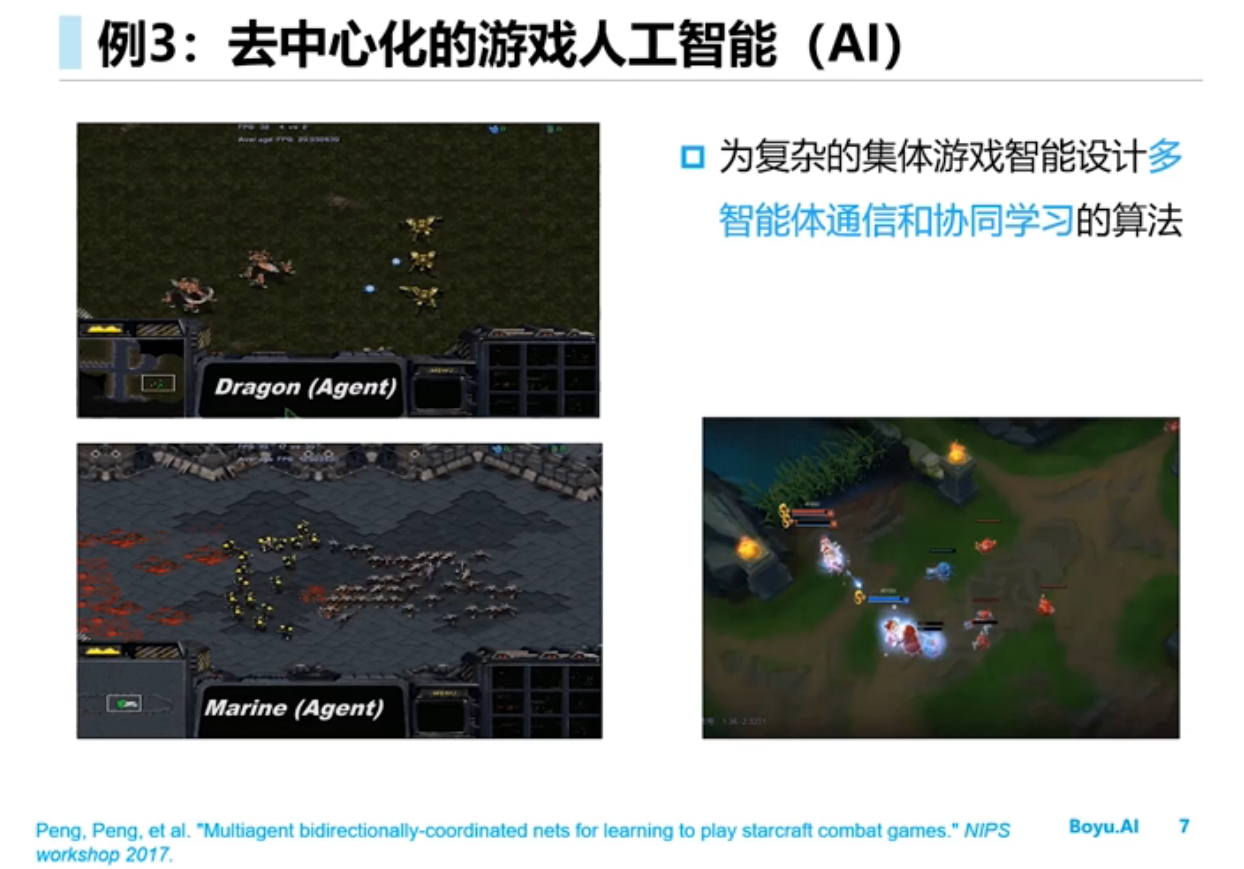 例3：去中心化的游戏人工智能（AI）
为复杂的集体游戏智能设计多
智能体通信和协同学习的算法
Dragon (Agent)
MENU
Marine (Agent)
MENU
Peng, Peng, et al. "Multiagent bidirectionally-coordinated nets for learning to play starcraft combat games." NIPS
workshop 2017.
Boyu.AI
7